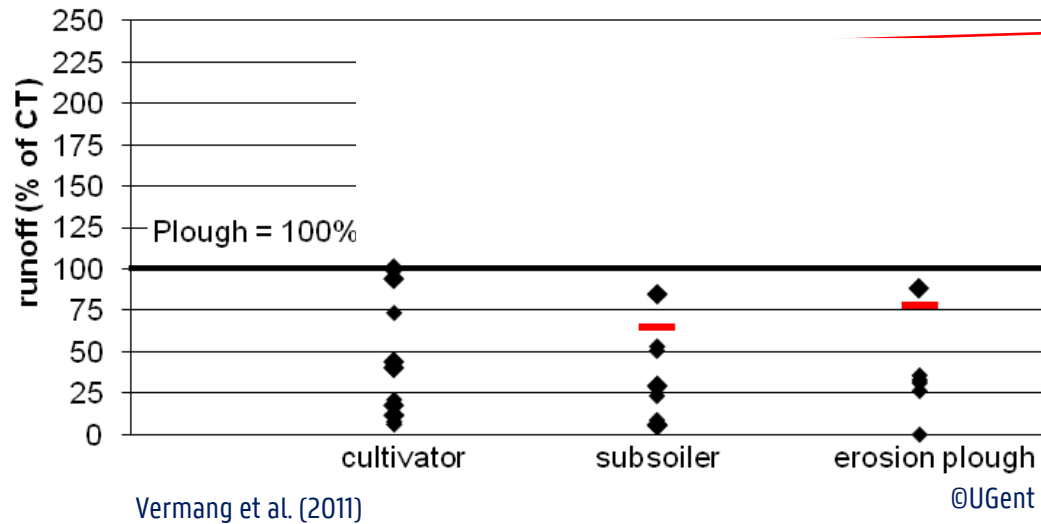 runoff (% of CT)
250
225
200
175
150
125
100
75
50
25
0
Plough = 100%
cultivator
subsoiler
erosion plough
Vermang et al. (2011)
©UGent